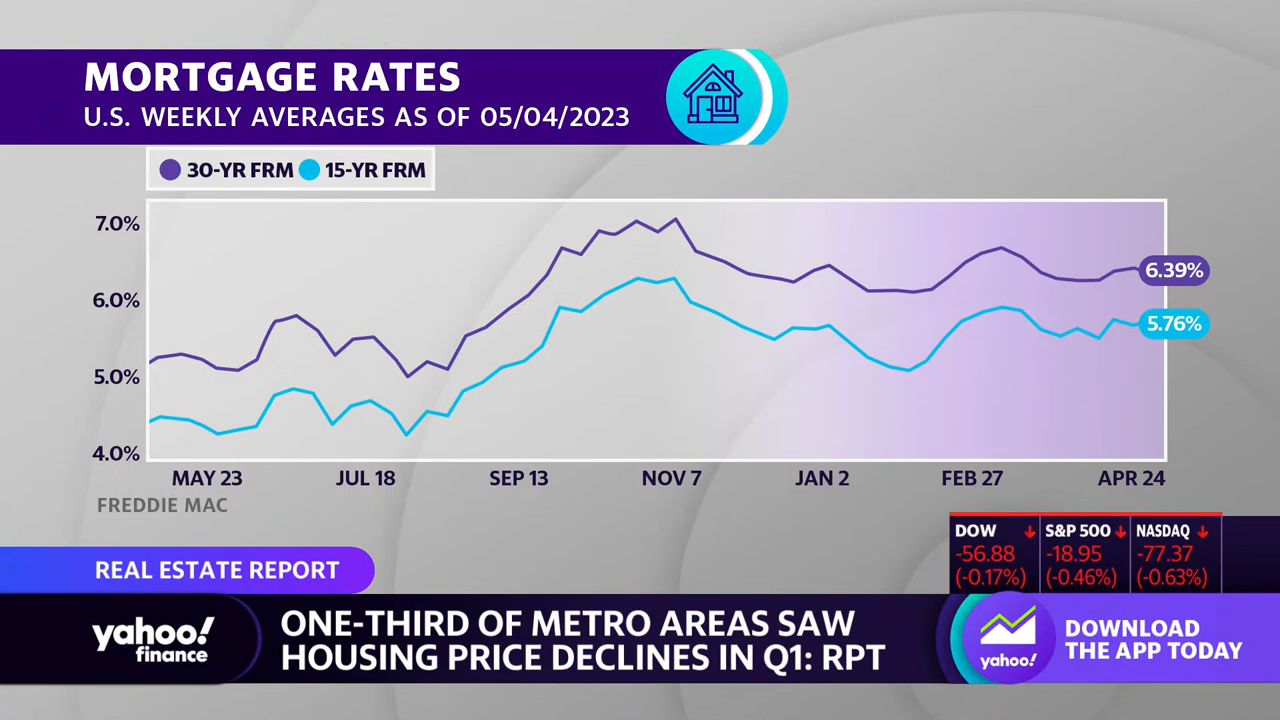 MORTGAGE RATES
U.S. WEEKLY AVERAGES AS OF 05/04/2023
30-YR FRM 15-YR FRM
7.0%
6.0%
5.0%
4.0%
6.39%
5.76%
MAY 23 JUL 18 SEP 13 NOV 7 JAN 2 FEB 27 APR 24
FREDDIE MAC
DOW S&P 500 NASDAQ
-56.88 -18.95 -77.37
(-0.17%) (-0.46%) (-0.63%)
REAL ESTATE REPORT
yahoo!
finance
ONE-THIRD OF METRO AREAS SAW
HOUSING PRICE DECLINES IN Q1: RPT
yahoo!
DOWNLOAD
THE APP TODAY